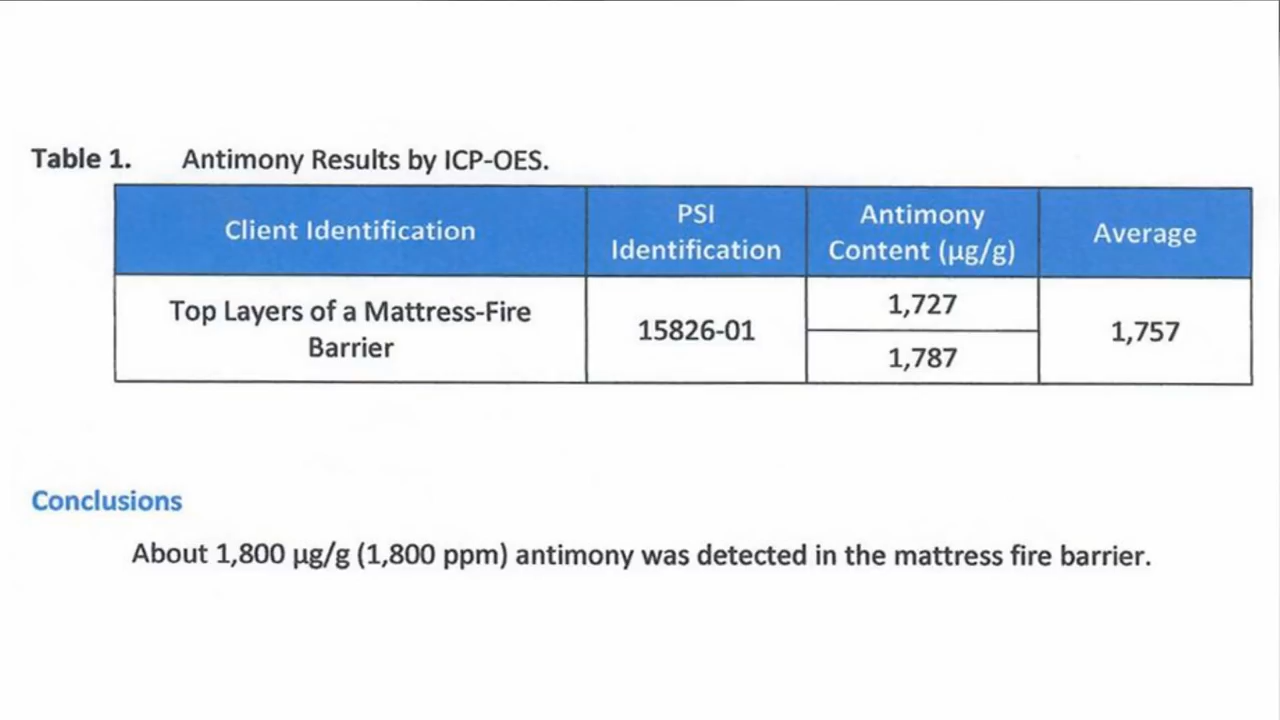 Table 1. Antimony Results by ICP-OES.
Client Identification
PSI
Identification
Antimony
Content (µg/g)
Average
Top Layers of a Mattress-Fire
Barrier
15826-01
1,727
1,787
1,757
Conclusions
About 1,800 µg/g (1,800 ppm) antimony was detected in the mattress fire barrier.